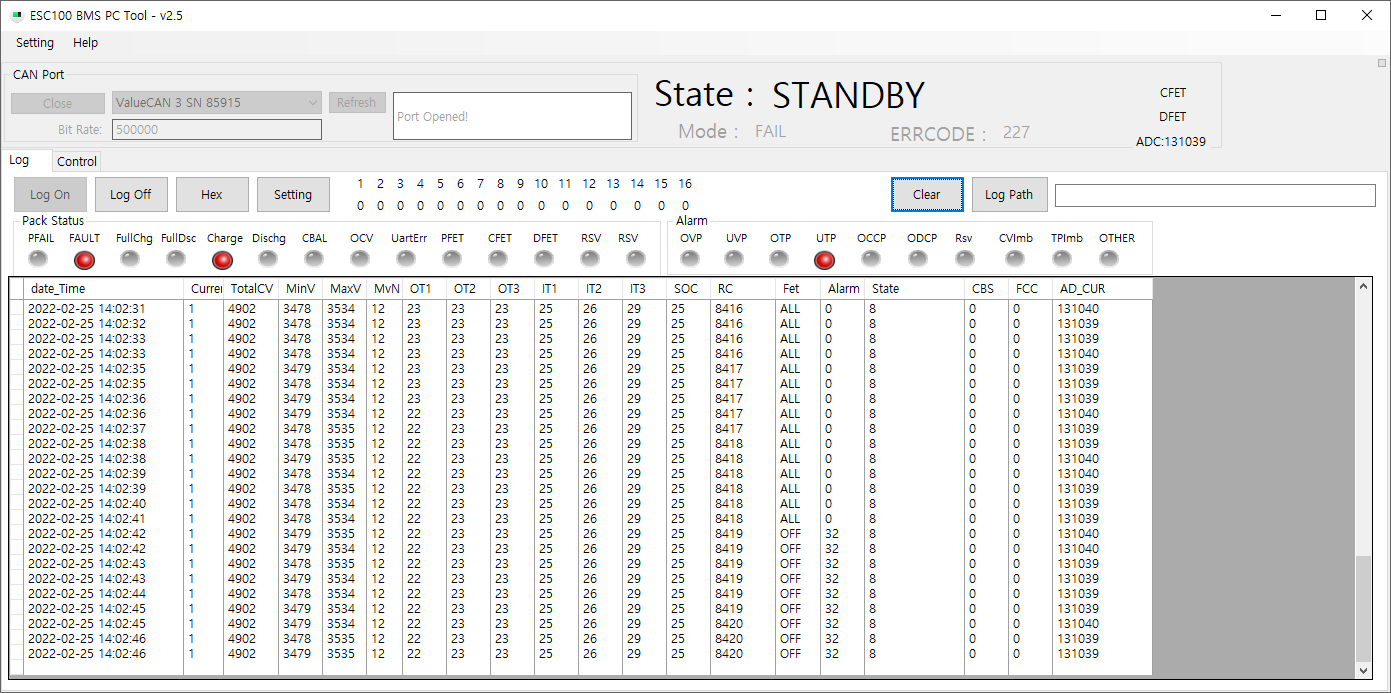 ESC100 BMS PC Tool - v2.5
Setting Help
CAN Port
Close ValueCAN 3 SN 85915 Refresh Port Opened!
Bit Rate: 500000
State : STANDBY
Mode : FAIL ERRCODE : 227
CFET
DFET
ADC:131039
Log Control
Log On Log Off Hex Setting
1 2 3 4 5 6 7 8 9 10 11 12 13 14 15 16
0 0 0 0 0 0 0 0 0 0 0 0 0 0 0 0
Clear Log Path
Pack Status
PFAIL FAULT FullChg FullDsc Charge Dischg CBAL OCV UartErr PFET CFET DFET RSV RSV
Alarm
OVP UVP OTP UTP OCCP ODCP Rsv CVImb TPImb OTHER
date_Time Currer TotalCV MinV MaxV MvN OT1 OT2 OT3 IT1 IT2 IT3 SOC RC Fet Alarm State CBS FCC AD_CUR
2022-02-25 14:02:31 1 4902 3478 3534 12 23 23 23 25 26 29 25 8416 ALL 0 8 0 0 131040
2022-02-25 14:02:32 1 4902 3478 3534 12 23 23 23 25 26 29 25 8416 ALL 0 8 0 0 131039
2022-02-25 14:02:33 1 4902 3478 3534 12 23 23 23 25 26 29 25 8416 ALL 0 8 0 0 131039
2022-02-25 14:02:33 1 4902 3478 3534 12 23 23 23 25 26 29 25 8416 ALL 0 8 0 0 131040
2022-02-25 14:02:35 1 4902 3479 3534 12 23 23 23 25 26 29 25 8417 ALL 0 8 0 0 131039
2022-02-25 14:02:35 1 4902 3478 3534 12 23 23 23 25 26 29 25 8417 ALL 0 8 0 0 131039
2022-02-25 14:02:36 1 4902 3479 3534 12 23 23 23 25 26 29 25 8417 ALL 0 8 0 0 131039
2022-02-25 14:02:36 1 4902 3479 3534 12 22 23 23 25 26 29 25 8417 ALL 0 8 0 0 131040
2022-02-25 14:02:37 1 4902 3478 3535 12 22 23 23 25 26 29 25 8417 ALL 0 8 0 0 131039
2022-02-25 14:02:38 1 4902 3479 3535 12 22 23 23 25 26 29 25 8418 ALL 0 8 0 0 131040
2022-02-25 14:02:38 1 4902 3478 3535 12 22 23 23 25 26 29 25 8418 ALL 0 8 0 0 131040
2022-02-25 14:02:39 1 4902 3478 3534 12 22 23 23 25 26 29 25 8418 ALL 0 8 0 0 131040
2022-02-25 14:02:39 1 4902 3478 3535 12 22 23 23 25 26 29 25 8418 ALL 0 8 0 0 131039
2022-02-25 14:02:40 1 4902 3478 3534 12 22 23 23 25 26 29 25 8418 ALL 0 8 0 0 131039
2022-02-25 14:02:41 1 4902 3478 3534 12 22 23 23 25 26 29 25 8418 ALL 0 8 0 0 131039
2022-02-25 14:02:42 1 4902 3479 3535 12 22 23 23 25 26 29 25 8419 OFF 32 8 0 0 131040
2022-02-25 14:02:42 1 4902 3479 3534 12 22 23 23 25 26 29 25 8419 OFF 32 8 0 0 131040
2022-02-25 14:02:43 1 4902 3478 3535 12 22 23 23 25 26 29 25 8419 OFF 32 8 0 0 131039
2022-02-25 14:02:43 1 4902 3478 3534 12 22 23 23 25 26 29 25 8419 OFF 32 8 0 0 131039
2022-02-25 14:02:44 1 4902 3478 3534 12 22 23 23 25 26 29 25 8419 OFF 32 8 0 0 131039
2022-02-25 14:02:45 1 4902 3479 3534 12 22 23 23 25 26 29 25 8419 OFF 32 8 0 0 131039
2022-02-25 14:02:45 1 4902 3479 3534 12 22 23 23 25 26 29 25 8420 OFF 32 8 0 0 131040
2022-02-25 14:02:46 1 4902 3478 3535 12 22 23 23 25 26 29 25 8420 OFF 32 8 0 0 131039
2022-02-25 14:02:46 1 4902 3479 3535 12 22 23 23 25 26 29 25 8420 OFF 32 8 0 0 131039